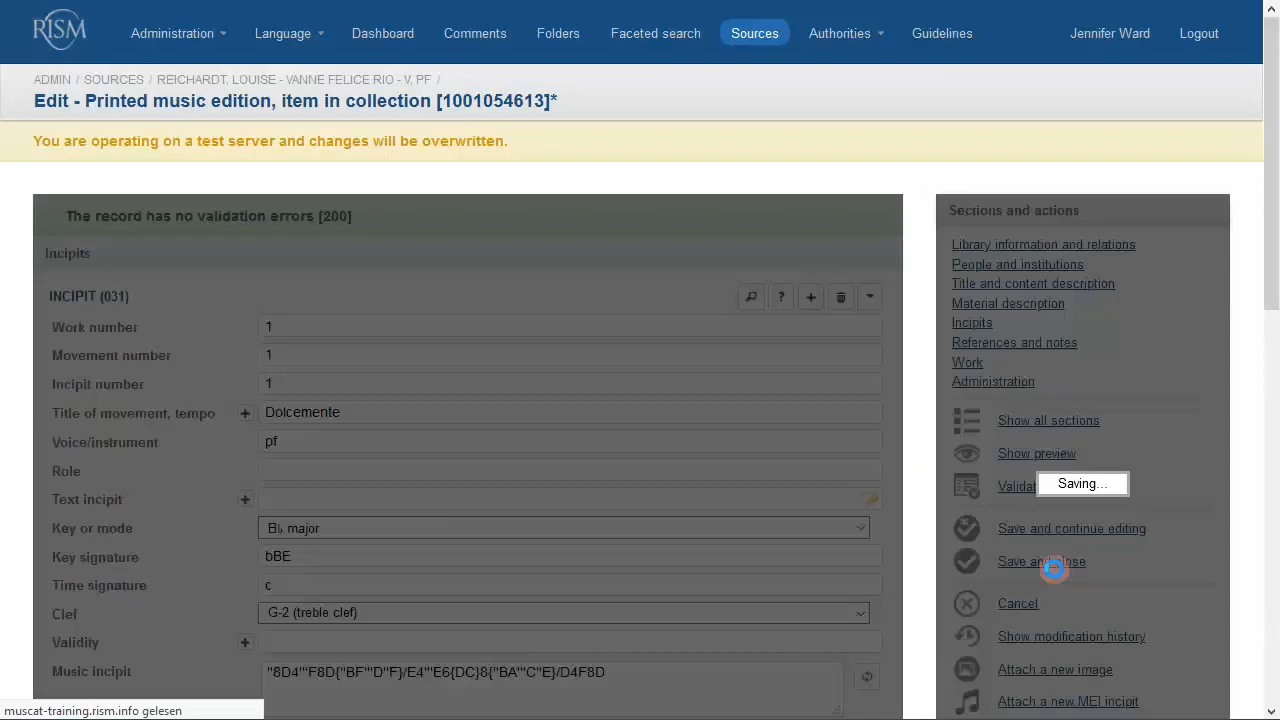 RISM
Administration
Language
Dashboard
Comments
Folders
Faceted search
Sources
Authorities
Guidelines
Jennifer Ward
Logout
ADMIN / SOURCES / REICHARDT, LOUISE - VANNE FELICE RIO - V, PF /
Edit - Printed music edition, item in collection [1001054613]*
You are operating on a test server and changes will be overwritten.
The record has no validation errors [200]
Incipits
INCIPIT (031)
Work number 1
Movement number 1
Incipit number 1
Title of movement, tempo Dolcemente
Voice/instrument pf
Role
Text incipit
Key or mode B♭ major
Key signature bBE
Time signature c
Clef G-2 (treble clef)
Validity
Music incipit ''8D4'''F8D{''BF'''D''F}/E4'''E6{DC}8{''BA'''C''E}/D4F8D
Sections and actions
Library information and relations
People and institutions
Title and content description
Material description
Incipits
References and notes
Work
Administration
Show all sections
Show preview
Validat
Saving...
Save and continue editing
Save an se
Cancel
Show modification history
Attach a new image
Attach a new MEI incipit
muscat-training.rism.info gelesen